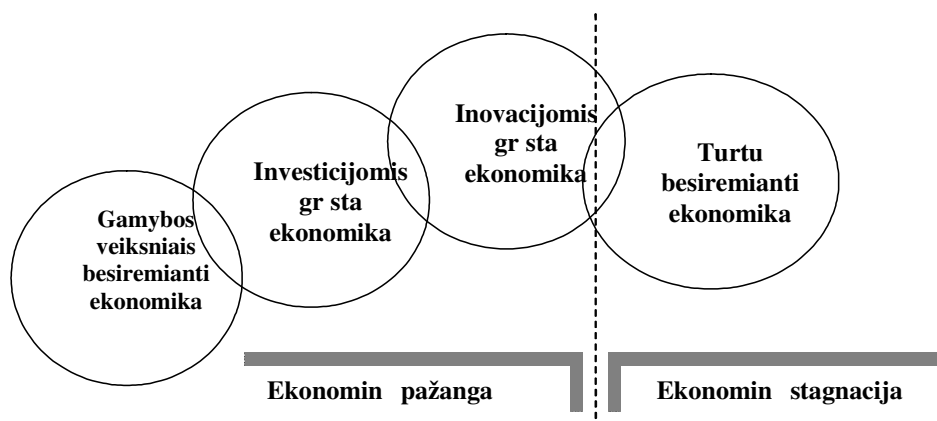 Gamybos
veiksniais
besiremianti
ekonomika
Investicijomis
gr sta
ekonomika
Inovacijomis
gr sta
ekonomika
Turtu
besiremianti
ekonomika
Ekonomin pažanga
Ekonomin stagnacija